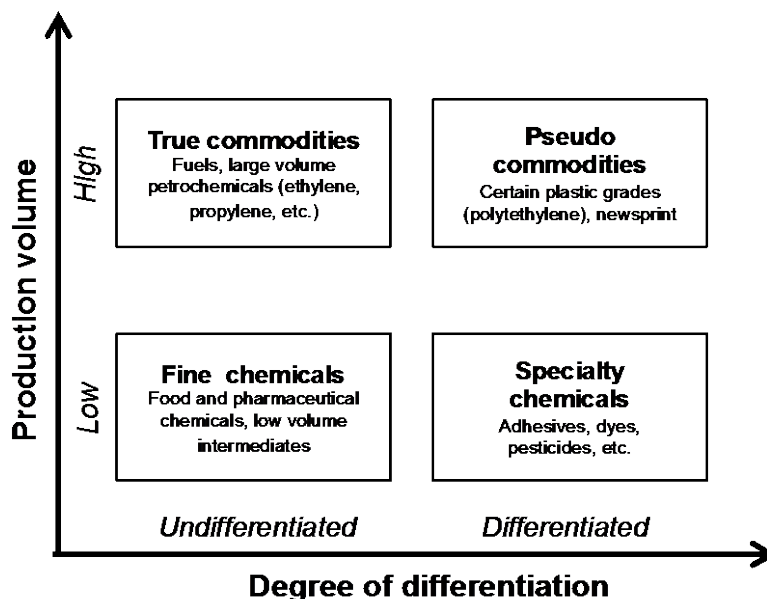 Production volume
HIgh
Low
True commodities
Fuels, large volume
petrochemicals (ethylene,
propylene, etc.)
Pseudo
commodities
Certain plastic grades
(polytethylene), newsprint
Fine chemicals
Food and pharmaceutical
chemicals, low volume
intermediates
Specialty
chemicals
Adhesives, dyes,
pesticides, etc.
Undifferentiated
Differentiated
Degree of differentiation